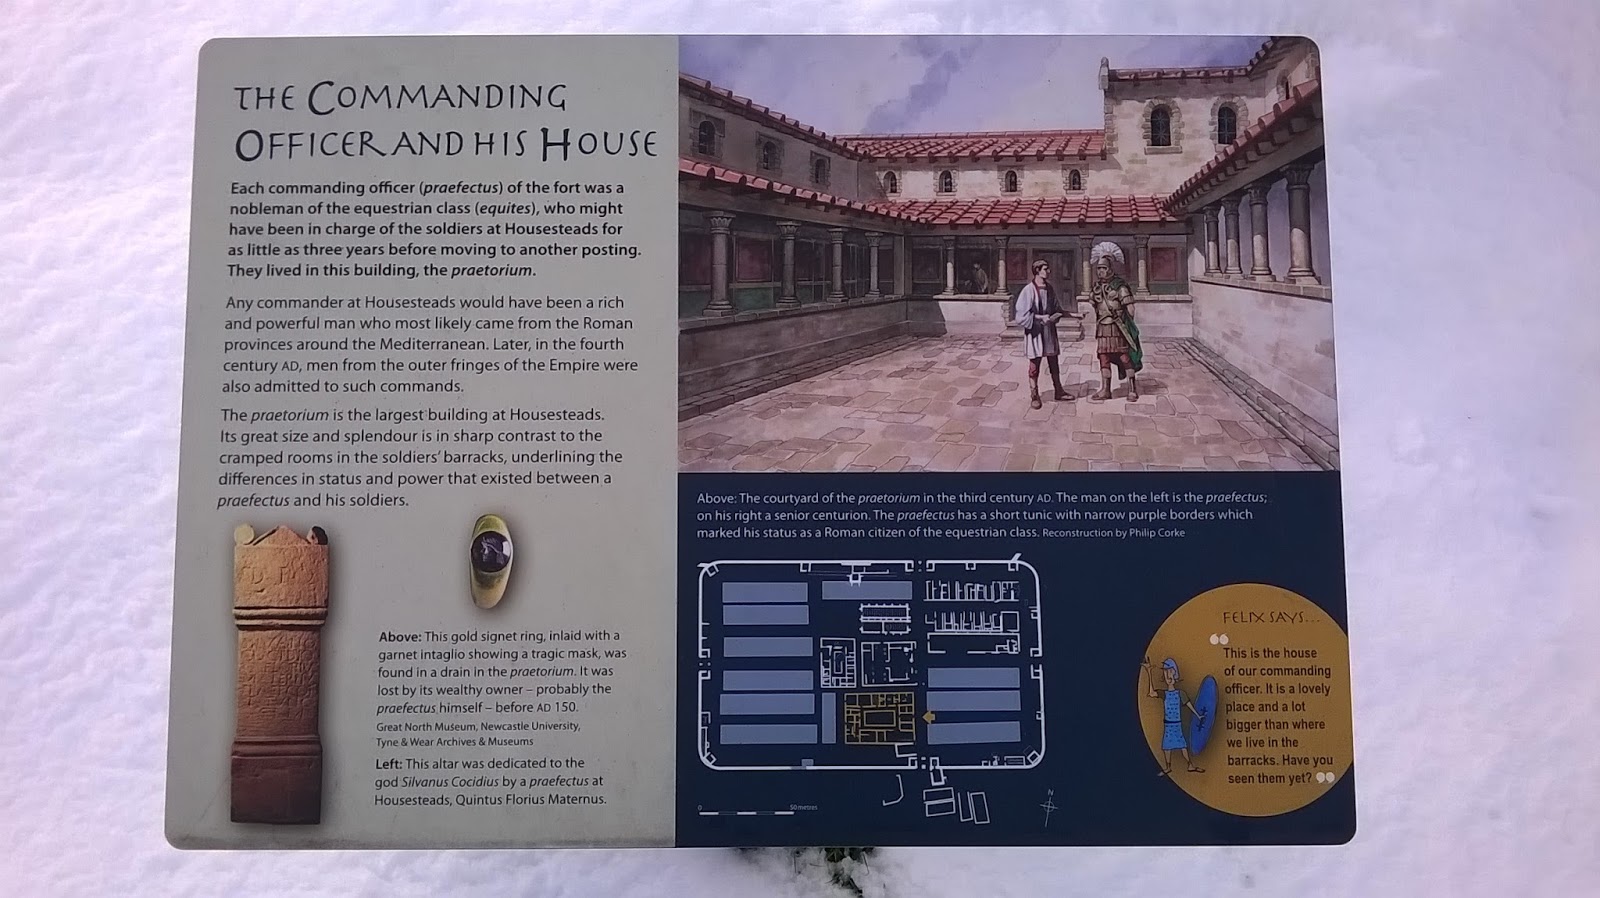 THE COMMANDING
OFFICER AND HIS HOUSE
Each commanding officer (praefectus) of the fort was a
nobleman of the equestrian class (equites), who might
have been in charge of the soldiers at Housesteads for
as little as three years before moving to another posting.
They lived in this building, the praetorium.
Any commander at Housesteads would have been a rich
and powerful man who most likely came from the Roman
provinces around the Mediterranean. Later, in the fourth
century AD, men from the outer fringes of the Empire were
also admitted to such commands.
The praetorium is the largest building at Housesteads.
Its great size and splendour is in sharp contrast to the
cramped rooms in the soldiers' barracks, underlining the
differences in status and power that existed between a
praefectus and his soldiers.
Above: This gold signet ring, inlaid with a
garnet intaglio showing a tragic mask, was
found in a drain in the praetorium. It was
lost by its wealthy owner – probably the
praefectus himself – before AD 150.
Great North Museum, Newcastle University,
Tyne & Wear Archives & Museums
Left: This altar was dedicated to the
god Silvanus Cocidius by a praefectus at
Housesteads, Quintus Florius Maternus.
Above: The courtyard of the praetorium in the third century AD. The man on the left is the praefectus;
on his right a senior centurion. The praefectus has a short tunic with narrow purple borders which
marked his status as a Roman citizen of the equestrian class. Reconstruction by Philip Corke
0 50 metres
N
FELIX SAYS...
“
This is the house
of our commanding
officer. It is a lovely
place and a lot
bigger than where
we live in the
barracks. Have you
seen them yet? ”